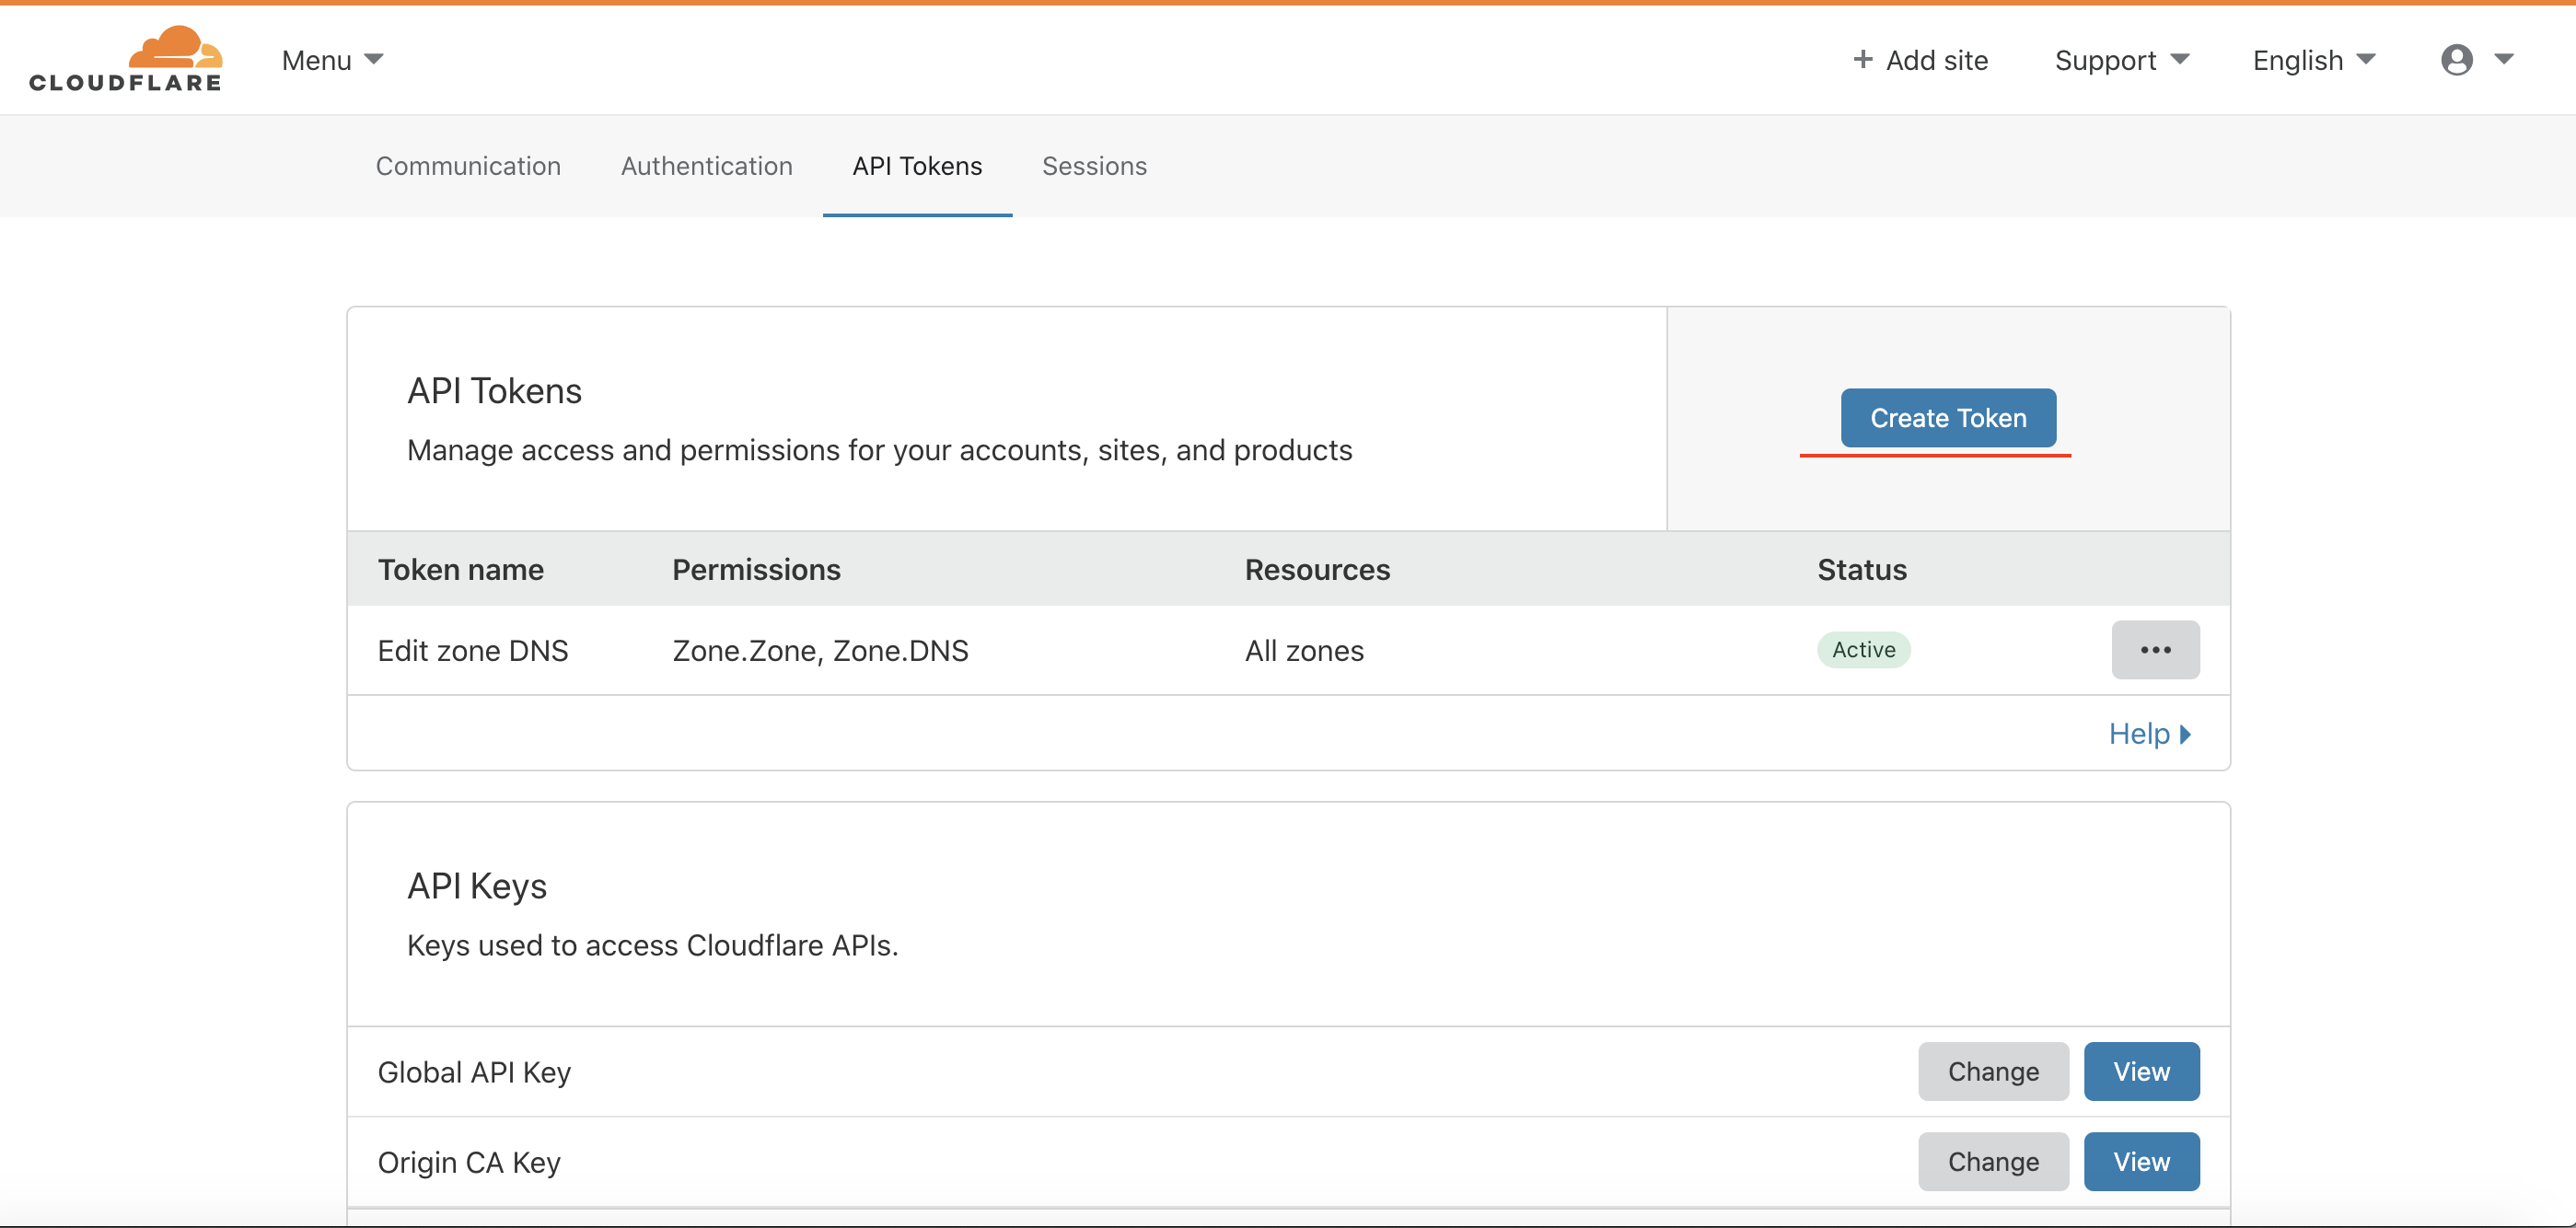 CLOUDFLARE Menu + Add site Support English
Communication Authentication API Tokens Sessions
API Tokens
Manage access and permissions for your accounts, sites, and products
Create Token
Token name Permissions Resources Status
Edit zone DNS Zone.Zone, Zone.DNS All zones Active ...
Help
API Keys
Keys used to access Cloudflare APIs.
Global API Key Change View
Origin CA Key Change View